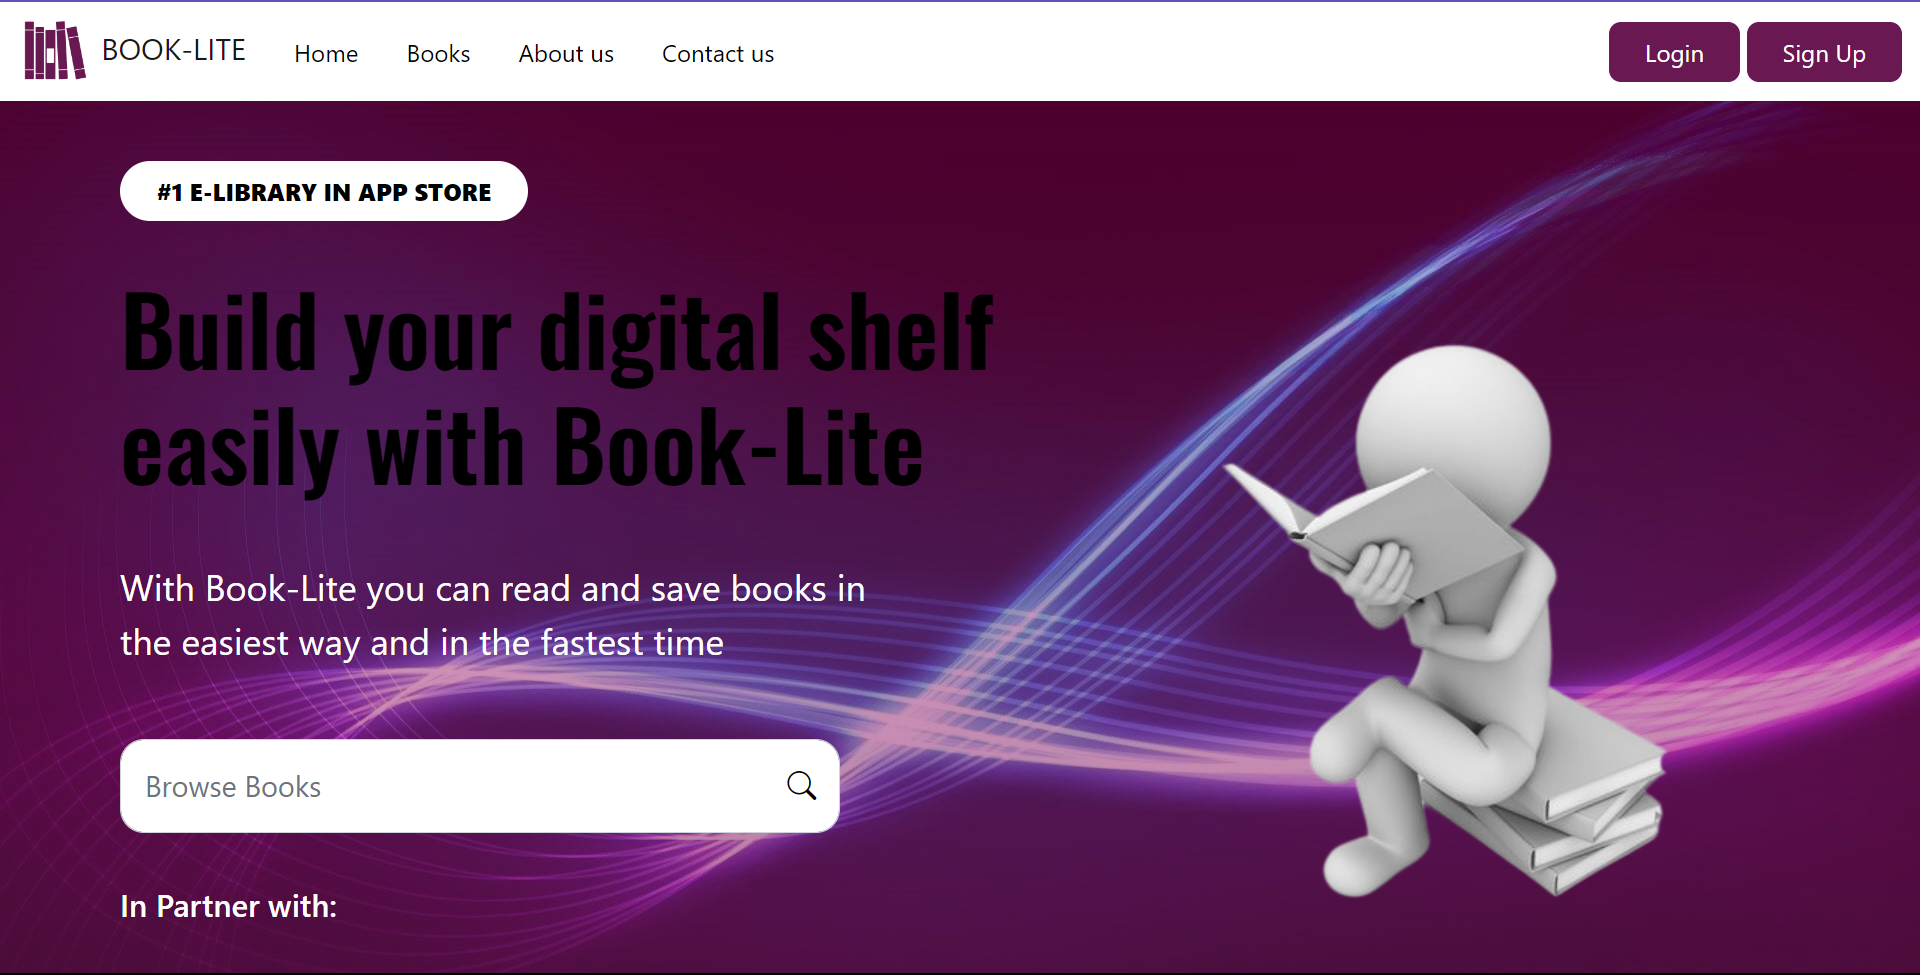 BOOK-LITE
Home
Books
About us
Contact us
Login
Sign Up
#1 E-LIBRARY IN APP STORE
Build your digital shelf
easily with Book-Lite
With Book-Lite you can read and save books in
the easiest way and in the fastest time
Browse Books
In Partner with: